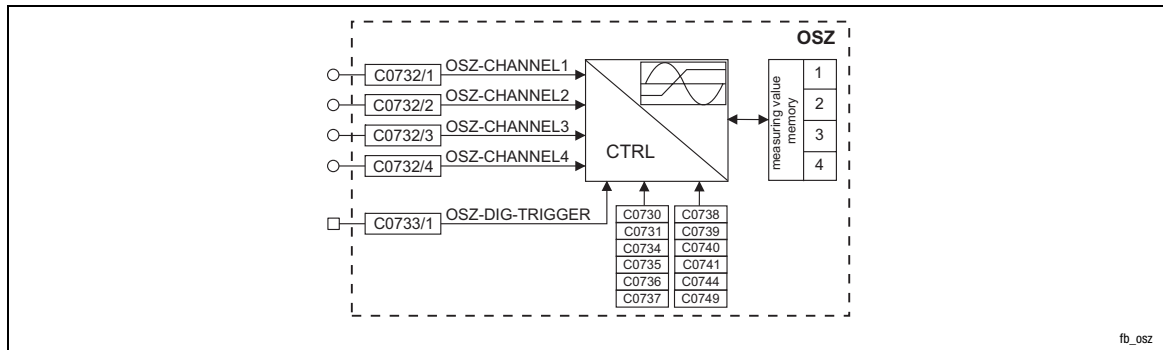 OSZ
C0732/1 OSZ-CHANNEL1
C0732/2 OSZ-CHANNEL2
C0732/3 OSZ-CHANNEL3
C0732/4 OSZ-CHANNEL4
CTRL
measuring value
memory
1
2
3
4
C0733/1 OSZ-DIG-TRIGGER
C0730 C0738
C0731 C0739
C0734 C0740
C0735 C0741
C0736 C0744
C0737 C0749
fb_osz